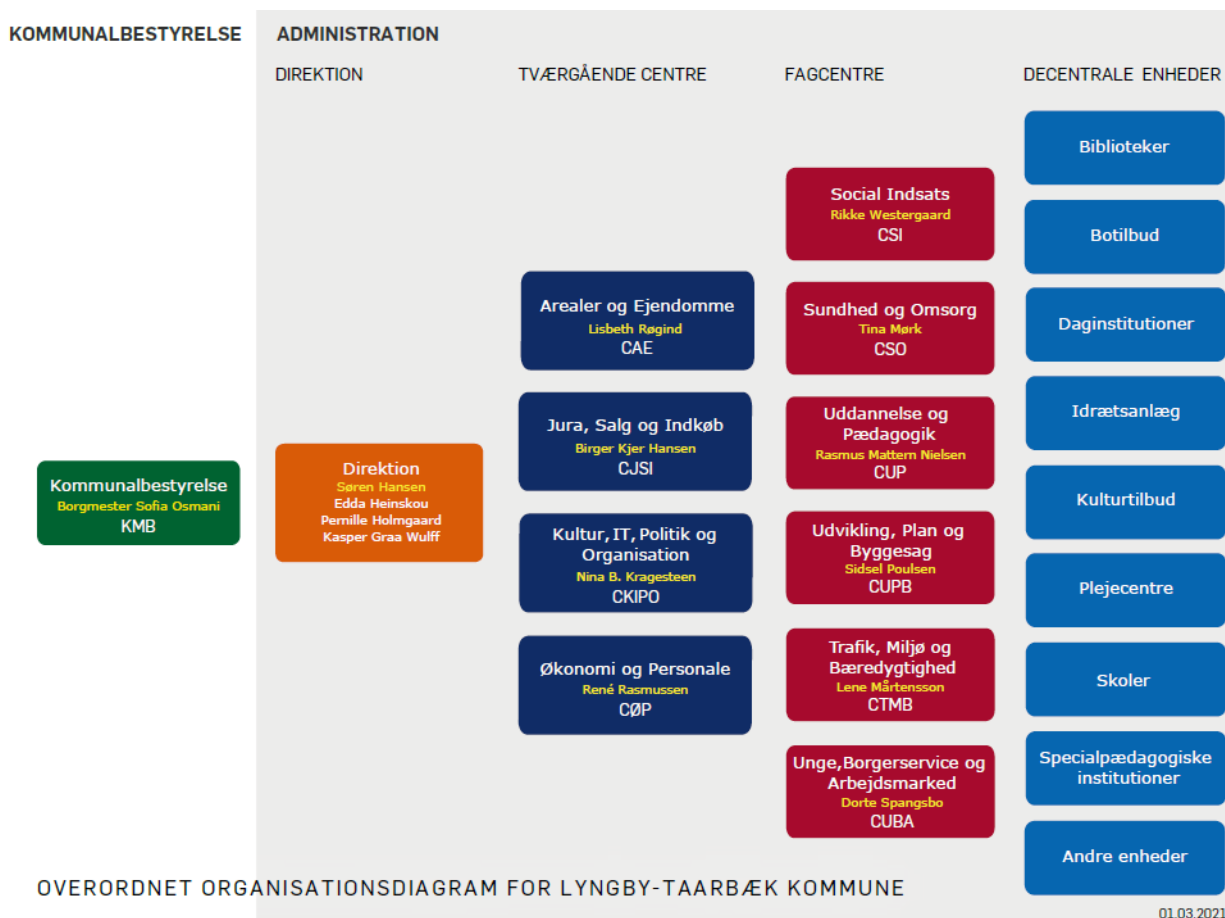 KOMMUNALBESTYRELSE
ADMINISTRATION
DIREKTION
TVÆRGÅENDE CENTRE
FAGCENTRE
DECENTRALE ENHEDER
Kommunalbestyrelse
Borgmester Sofia Osmani
KMB
Direktion
Søren Hansen
Edda Heinskou
Pernille Holmgaard
Kasper Graa Wulff
Arealer og Ejendomme
Lisbeth Røgind
CAE
Jura, Salg og Indkøb
Birger Kjer Hansen
CJSI
Kultur, IT, Politik og
Organisation
Nina B. Kragesteen
CKIPO
Økonomi og Personale
René Rasmussen
CØP
Social Indsats
Rikke Westergaard
CSI
Sundhed og Omsorg
Tina Mørk
CSO
Uddannelse og
Pædagogik
Rasmus Mattern Nielsen
CUP
Udvikling, Plan og
Byggesag
Sidsel Poulsen
CUPB
Trafik, Miljø og
Bæredygtighed
Lene Mårtensson
CTMB
Unge,Borgerservice og
Arbejdsmarked
Dorte Spangsbo
CUBA
Biblioteker
Botilbud
Daginstitutioner
Idrætsanlæg
Kulturtilbud
Plejecentre
Skoler
Specialpædagogiske
institutioner
Andre enheder
OVERORDNET ORGANISATIONSDIAGRAM FOR LYNGBY-TAARBÆK KOMMUNE
01.03.2021